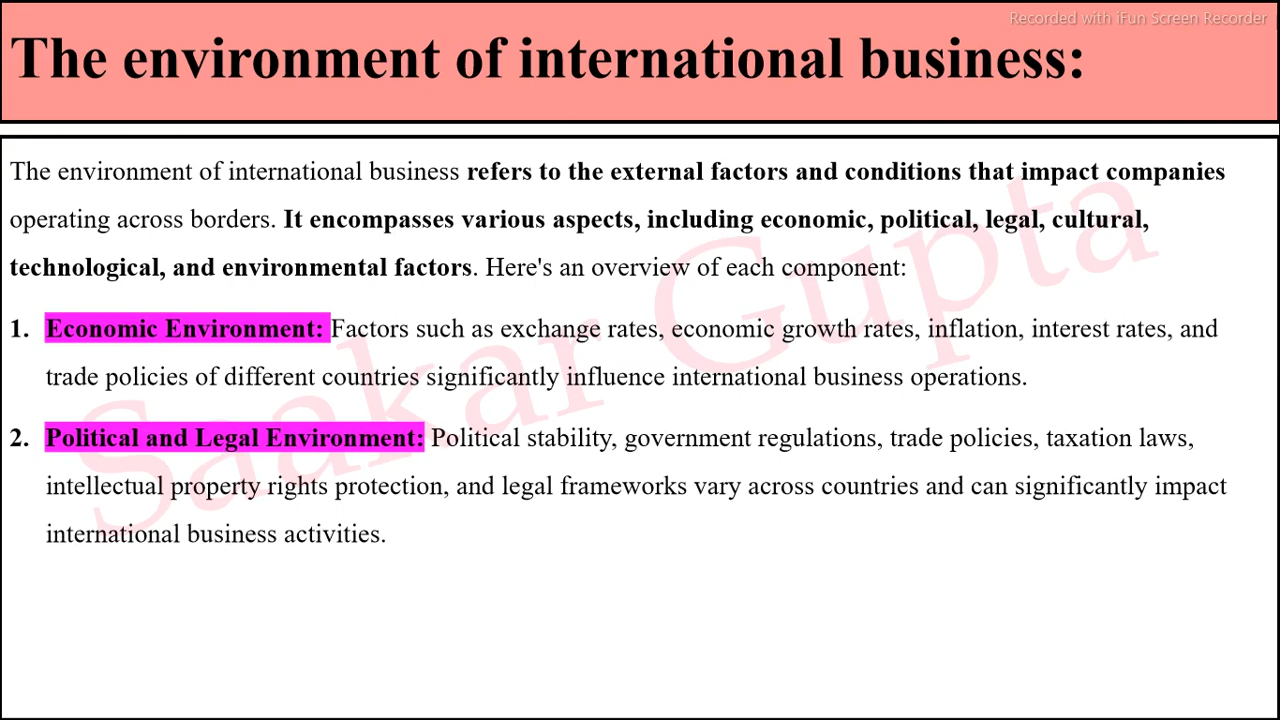 Recorded with iFun Screen Recorder
The environment of international business:
The environment of international business refers to the external factors and conditions that impact companies
operating across borders. It encompasses various aspects, including economic, political, legal, cultural,
technological, and environmental factors. Here's an overview of each component:
1. Economic Environment: Factors such as exchange rates, economic growth rates, inflation, interest rates, and
trade policies of different countries significantly influence international business operations.
2. Political and Legal Environment: Political stability, government regulations, trade policies, taxation laws,
intellectual property rights protection, and legal frameworks vary across countries and can significantly impact
international business activities.
Saakar Gupta